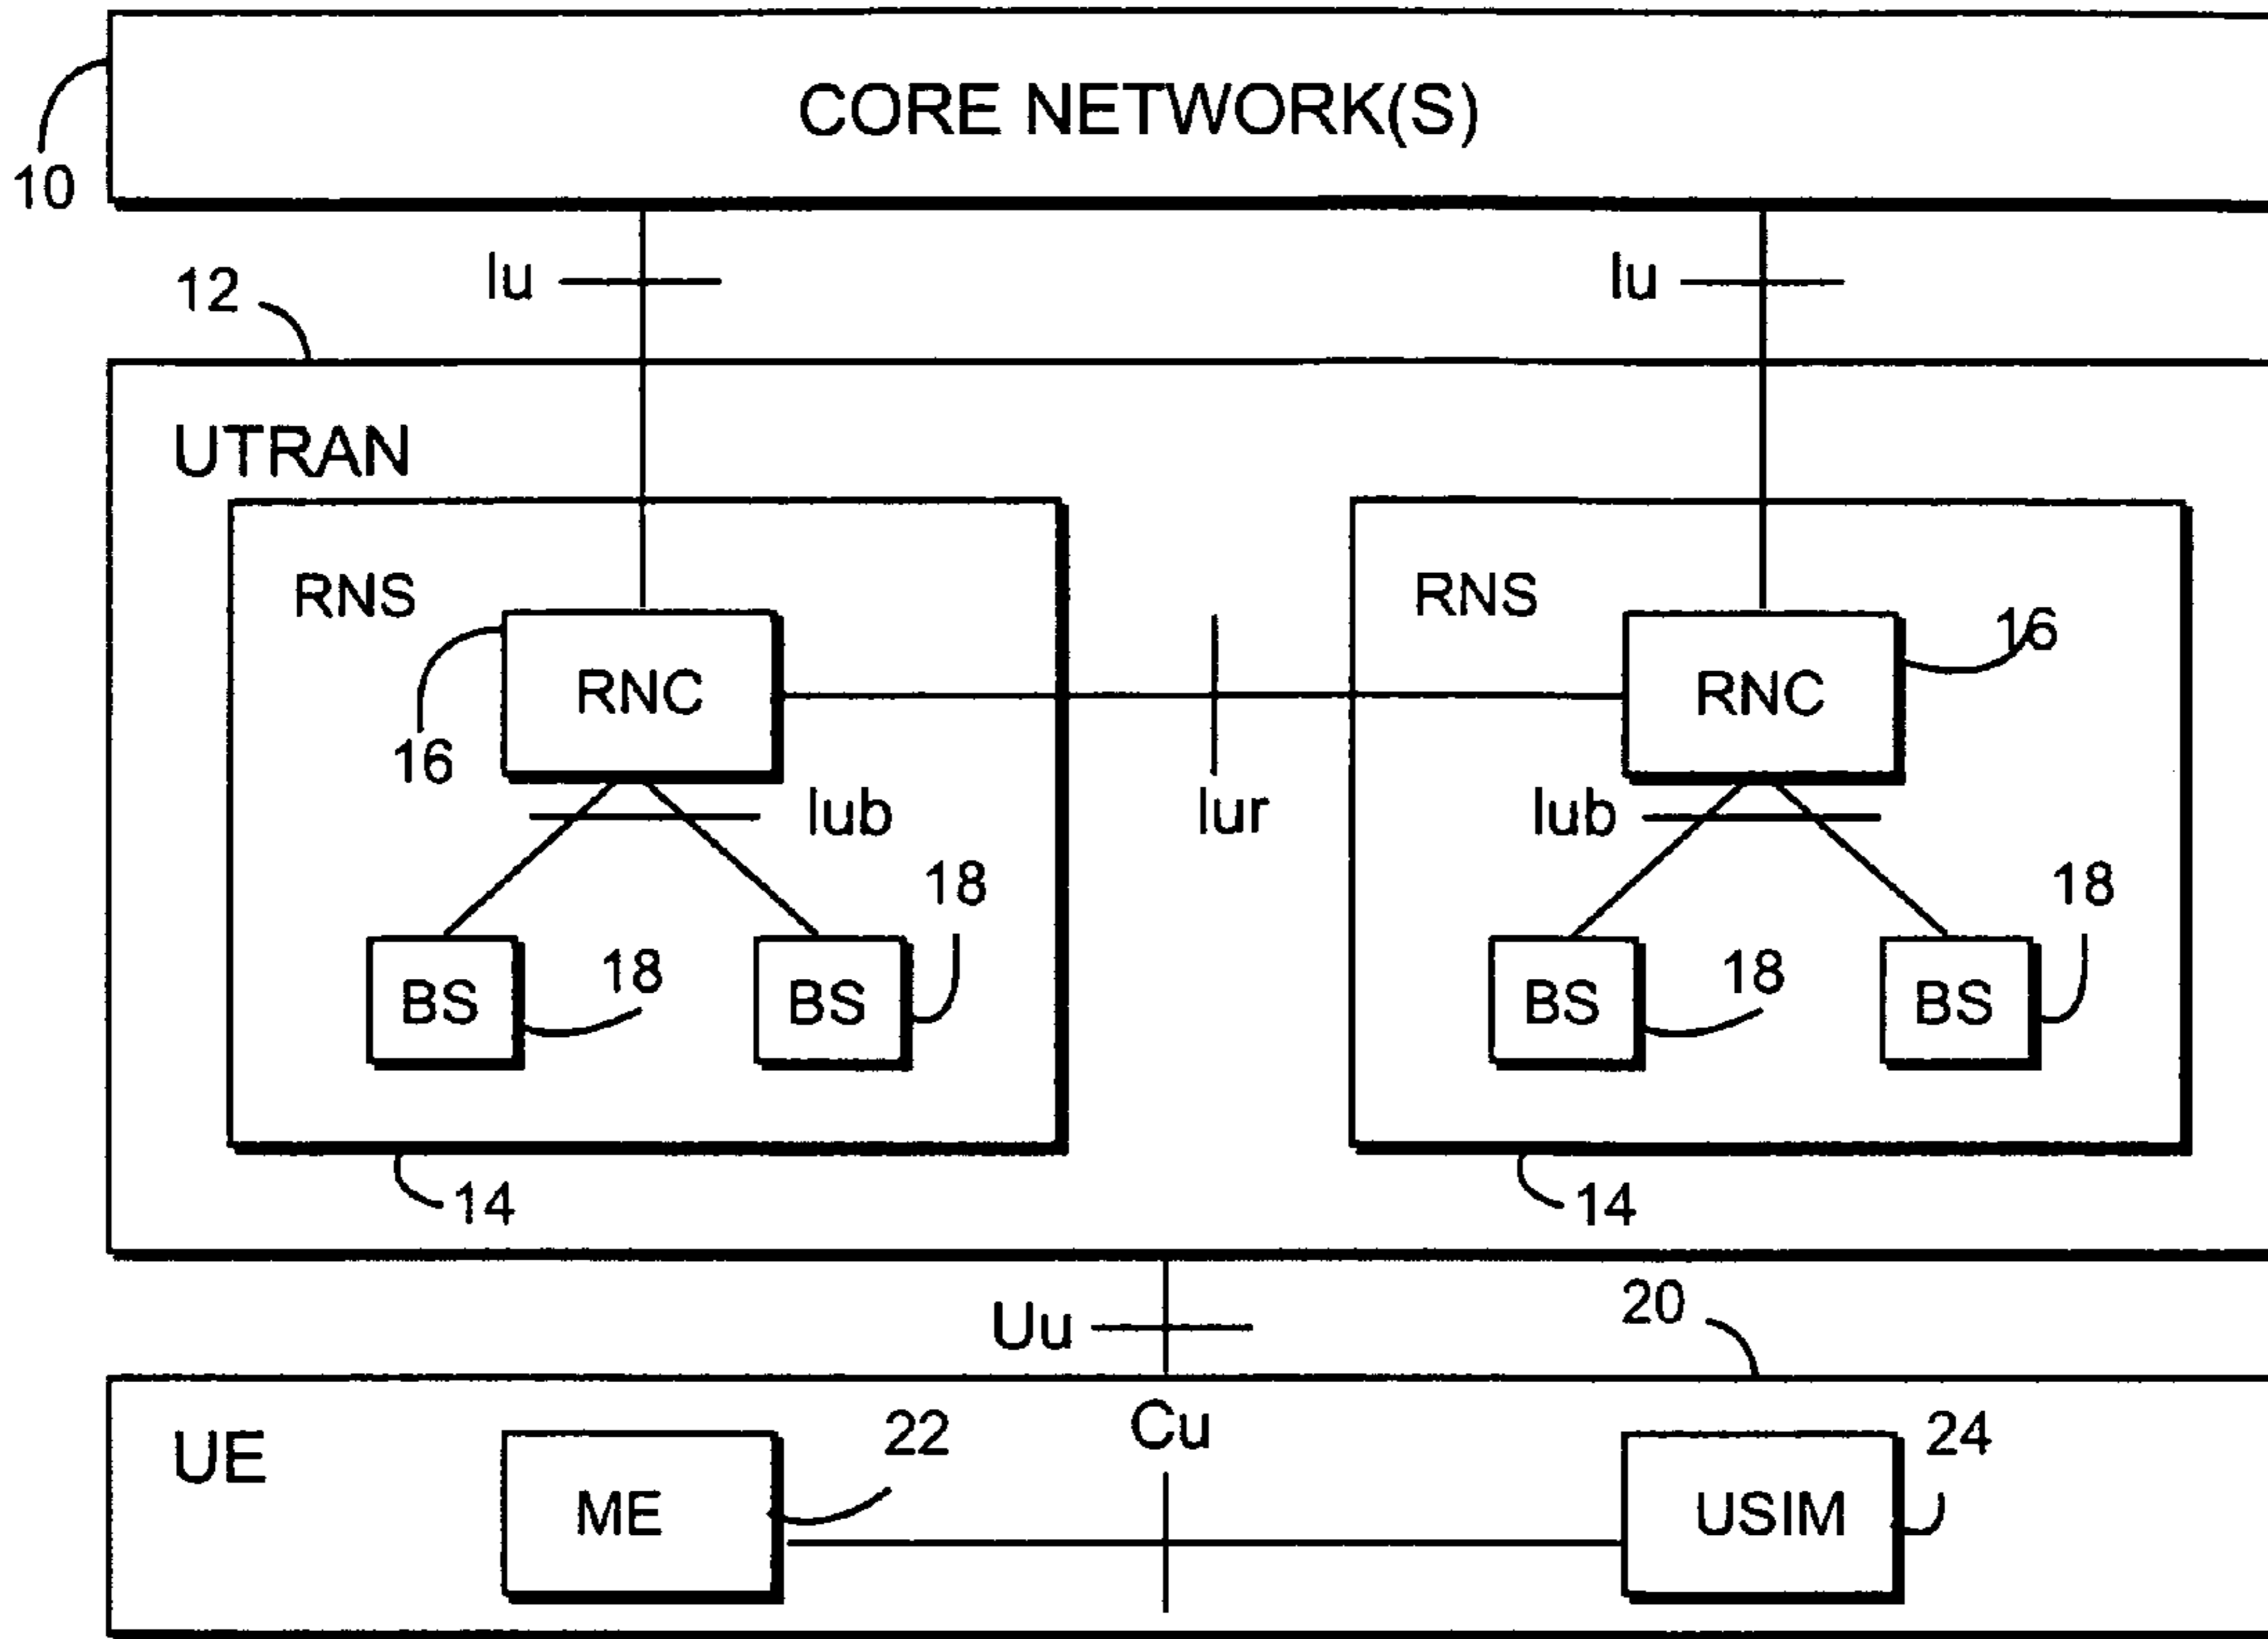 CORE NETWORK(S)
10
Iu
Iu
12
UTRAN
RNS
RNS
RNC
16
RNC
16
Iub
Iur
Iub
18
18
BS
18
BS
BS
18
BS
14
14
Uu
20
UE
ME
22
Cu
USIM
24